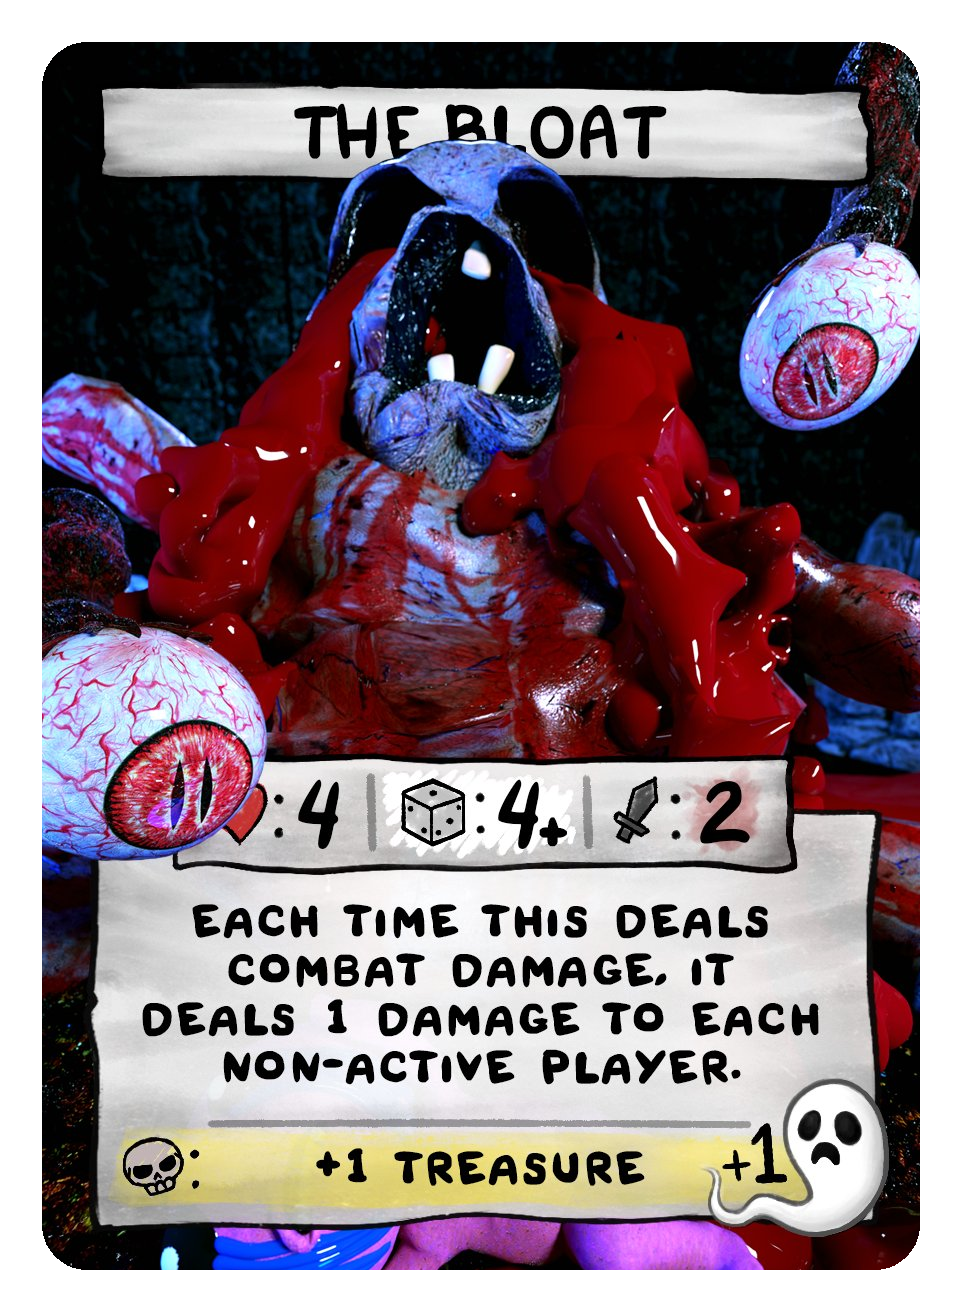 THE BLOAT
: 4 : 4+ : 2
EACH TIME THIS DEALS
COMBAT DAMAGE, IT
DEALS 1 DAMAGE TO EACH
NON-ACTIVE PLAYER.
: +1 TREASURE +1